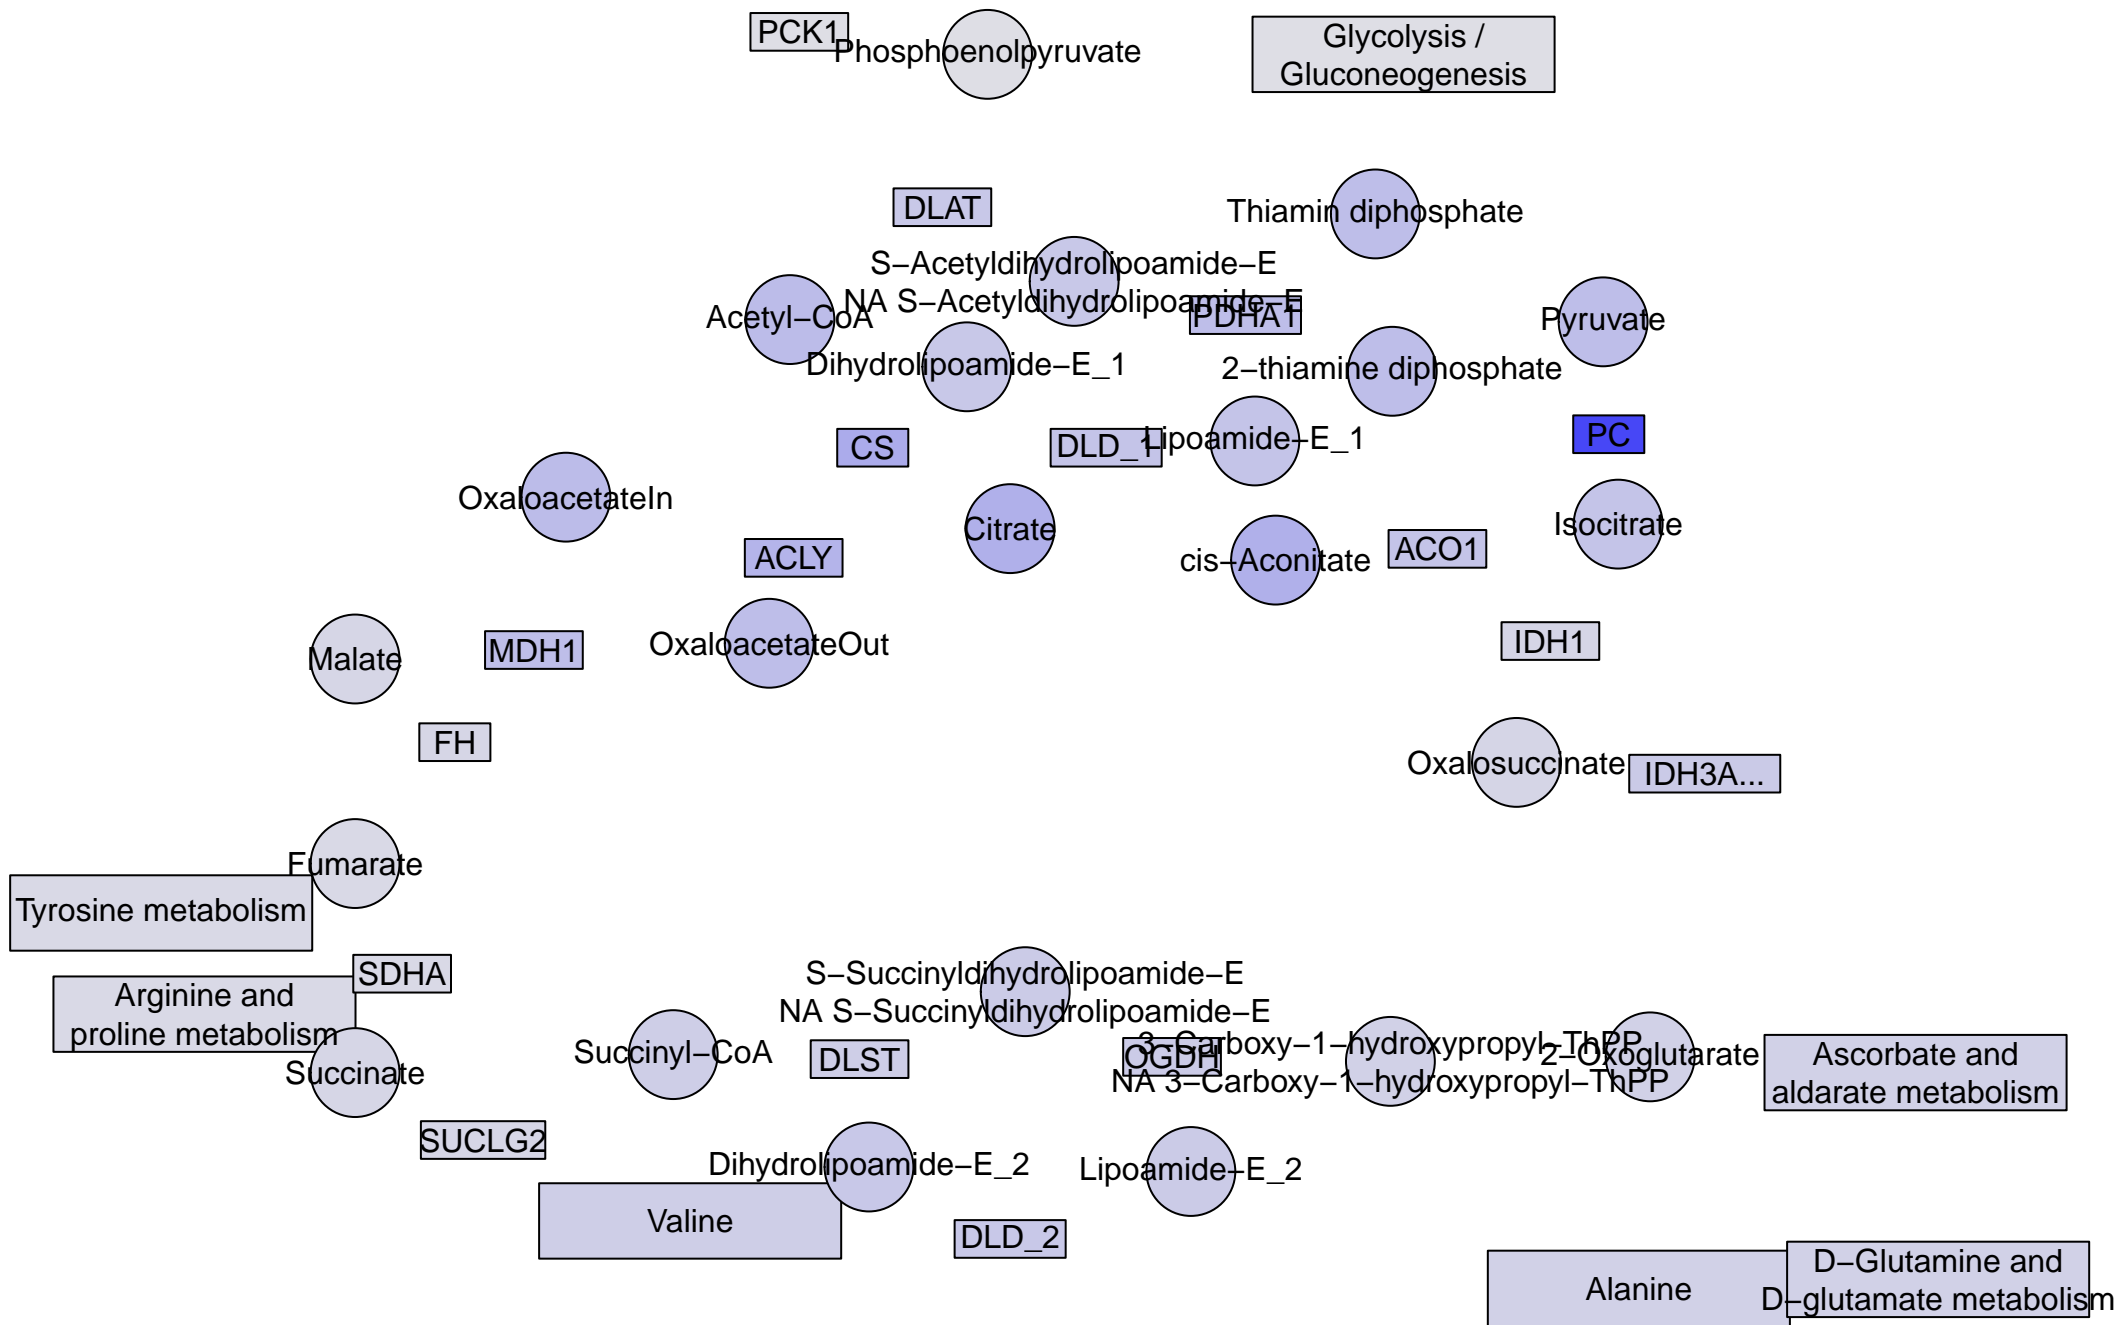 PCK1
Phosphoenolpyruvate
Glycolysis /
Gluconeogenesis
DLAT
Thiamin diphosphate
S−Acetyldihydrolipoamide−E
NA S−Acetyldihydrolipoamide−E
PDHA1
Acetyl−CoA
Pyruvate
Dihydrolipoamide−E_1
2−thiamine diphosphate
CS
DLD_1
Lipoamide−E_1
PC
OxaloacetateIn
Citrate
Isocitrate
ACLY
cis−Aconitate
ACO1
Malate
MDH1
OxaloacetateOut
IDH1
FH
Oxalosuccinate
IDH3A...
Fumarate
Tyrosine metabolism
SDHA
Arginine and
proline metabolism
Succinate
S−Succinyldihydrolipoamide−E
NA S−Succinyldihydrolipoamide−E
Succinyl−CoA
DLST
OGDH
3−Carboxy−1−hydroxypropyl−ThPP
NA 3−Carboxy−1−hydroxypropyl−ThPP
2−Oxoglutarate
Ascorbate and
aldarate metabolism
SUCLG2
Dihydrolipoamide−E_2
Lipoamide−E_2
Valine
DLD_2
Alanine
D−Glutamine and
D−glutamate metabolism